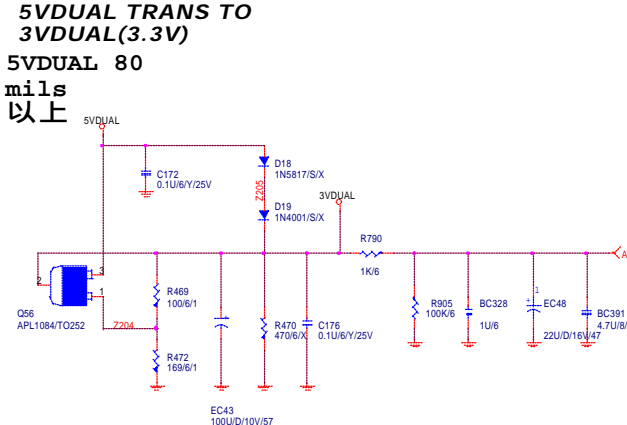 5VDUAL TRANS TO
3VDUAL(3.3V)
5VDUAL 80
mils
以上
5VDUAL
C172
0.1U/6/Y/25V
D18
1N5817/S/X
Z205
D19
1N4001/S/X
3VDUAL
R790
1K/6
A
2
3
1
Q56
APL1084/TO252
Z204
R469
100/6/1
R472
169/6/1
+
EC43
100U/D/10V/57
R470
470/6/X
C176
0.1U/6/Y/25V
R905
100K/6
BC328
1U/6
1
+
EC48
22U/D/16V/47
BC391
4.7U/8/